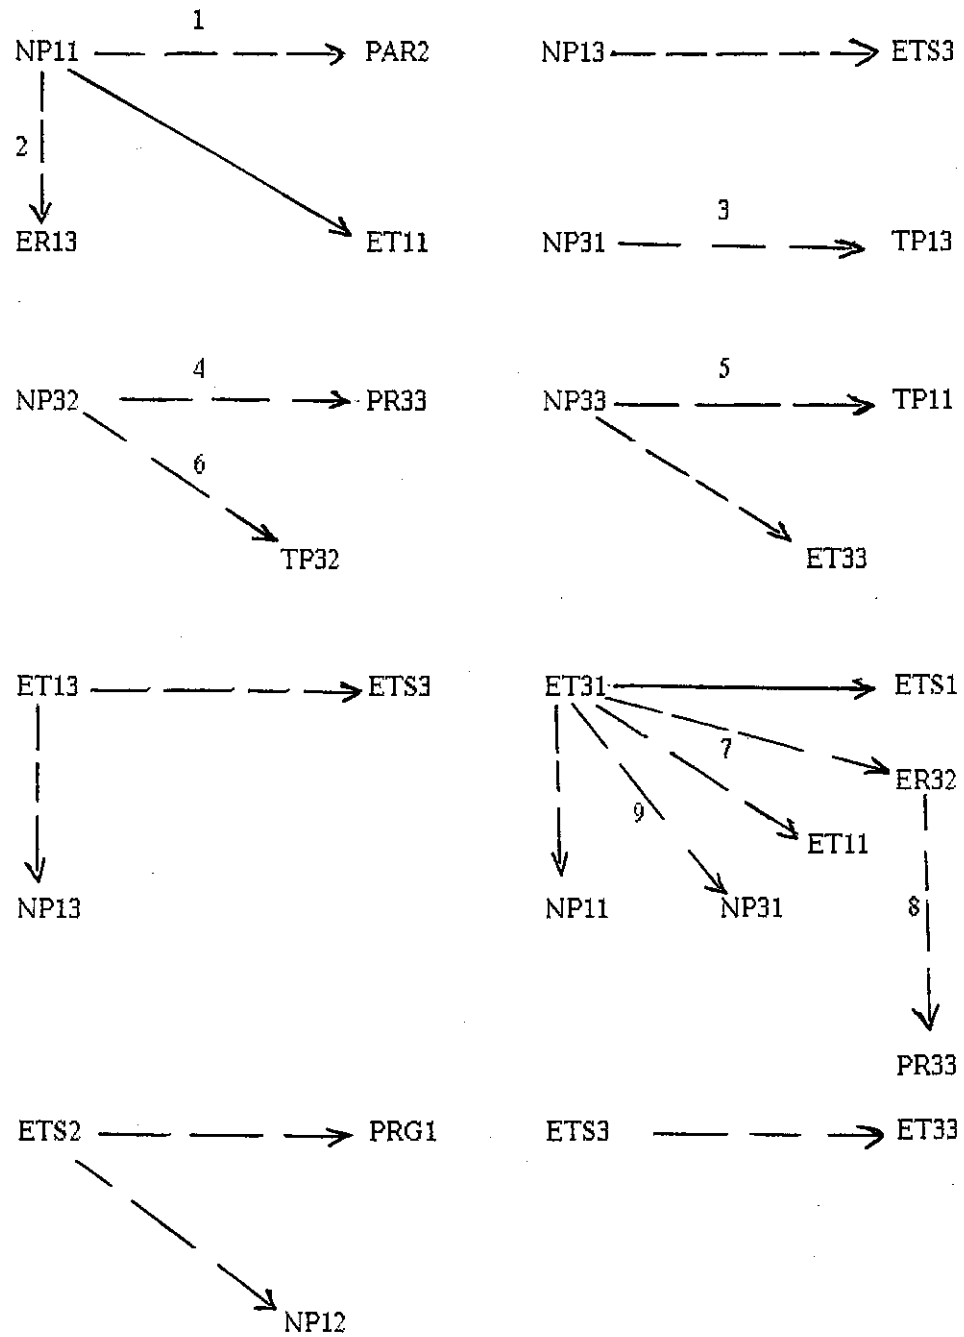 1
NP11 PAR2 NP13 ETS3
2
3
ER13 ET11 NP31 TP13
4 5
NP32 PR33 NP33 TP11
6
TP32 ET33
ET13 ETS3 ET31 ETS1
7
ER32
9
ET11
NP13 NP11 NP31 8
PR33
ETS2 PRG1 ETS3 ET33
NP12